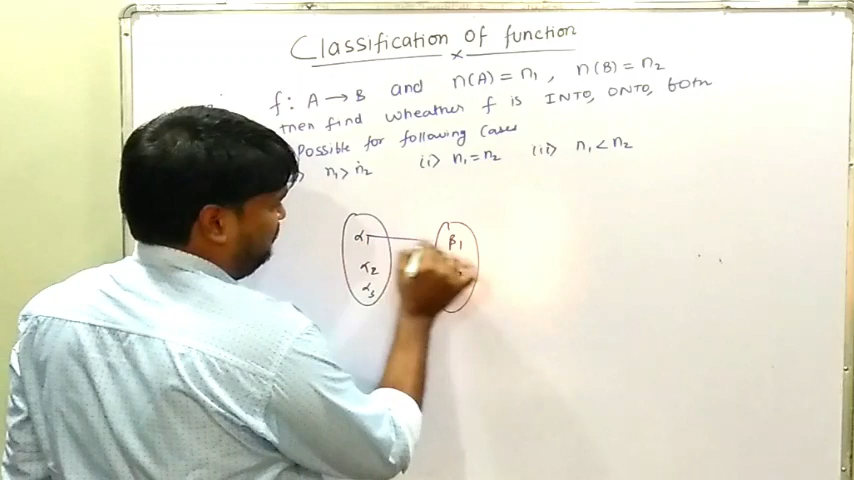 Classification of function
×
f: A → B and n(A) = n₁, n(B) = n₂
then find wheather f is INTO, ONTO, both
Possible for following cases
n₁ > n₂ (i) n₁ = n₂ (ii) n₁ < n₂
α₁ β₁
α₂
α₃